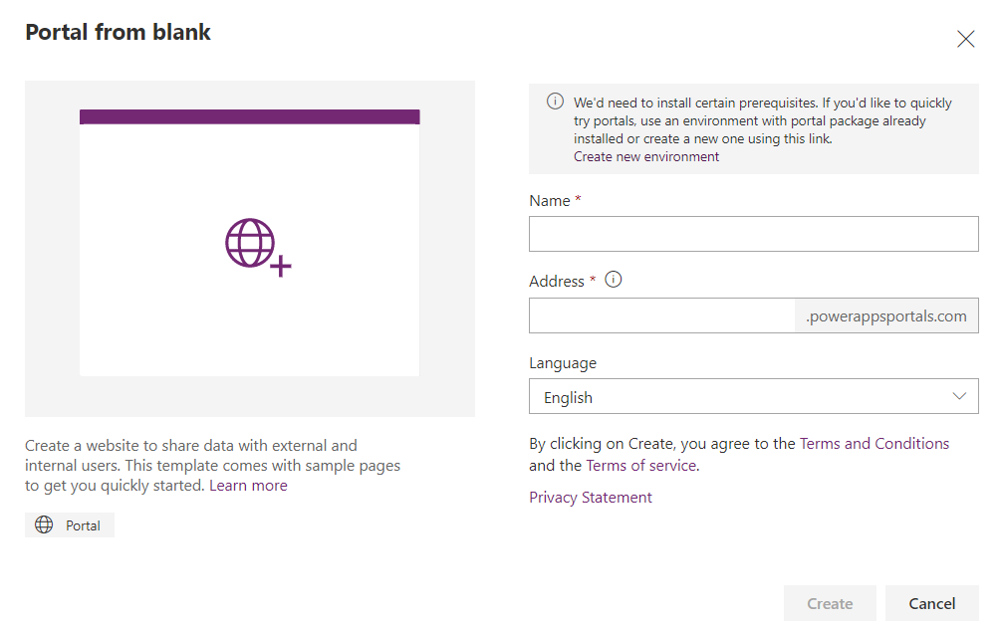 Portal from blank
We'd need to install certain prerequisites. If you'd like to quickly
try portals, use an environment with portal package already
installed or create a new one using this link.
Create new environment
Name *
Address *
.powerappsportals.com
Language
English
By clicking on Create, you agree to the Terms and Conditions
and the Terms of service.
Privacy Statement
Create a website to share data with external and
internal users. This template comes with sample pages
to get you quickly started. Learn more
Portal
Create
Cancel